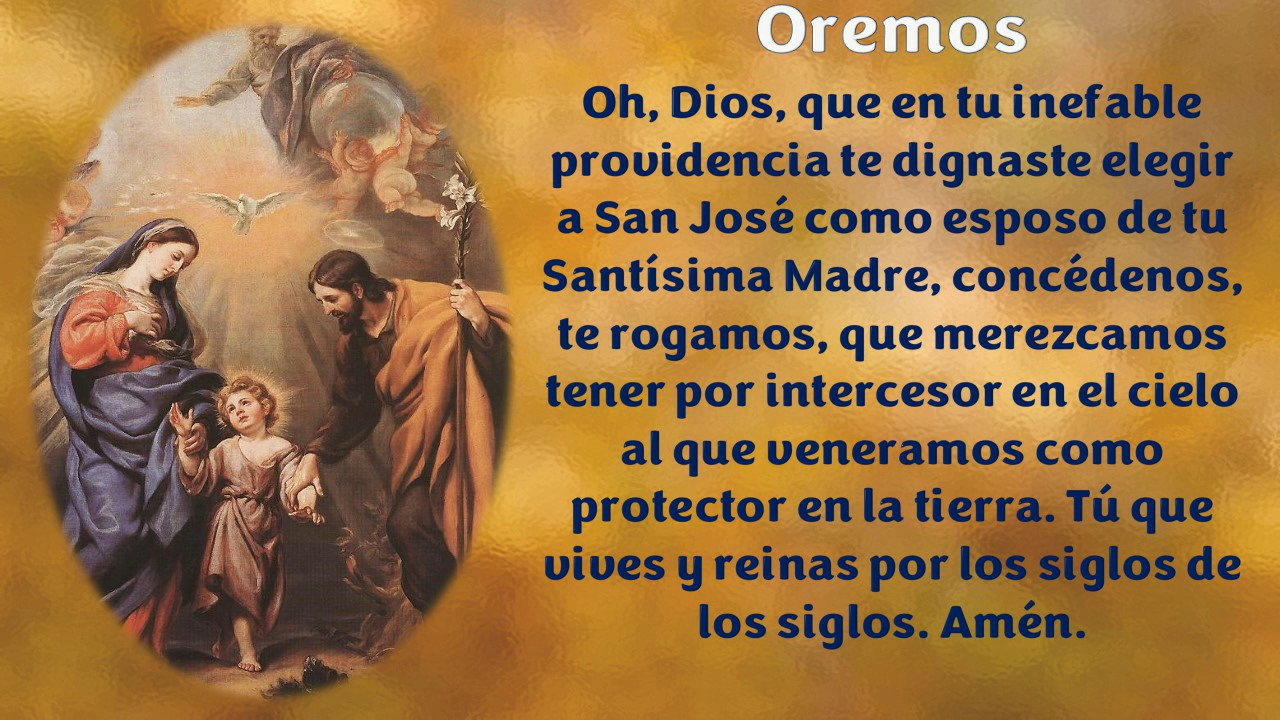 Oremos
Oh, Dios, que en tu inefable
providencia te dignaste elegir
a San José como esposo de tu
Santísima Madre, concédenos,
te rogamos, que merezcamos
tener por intercesor en el cielo
al que veneramos como
protector en la tierra. Tú que
vives y reinas por los siglos de
los siglos. Amén.